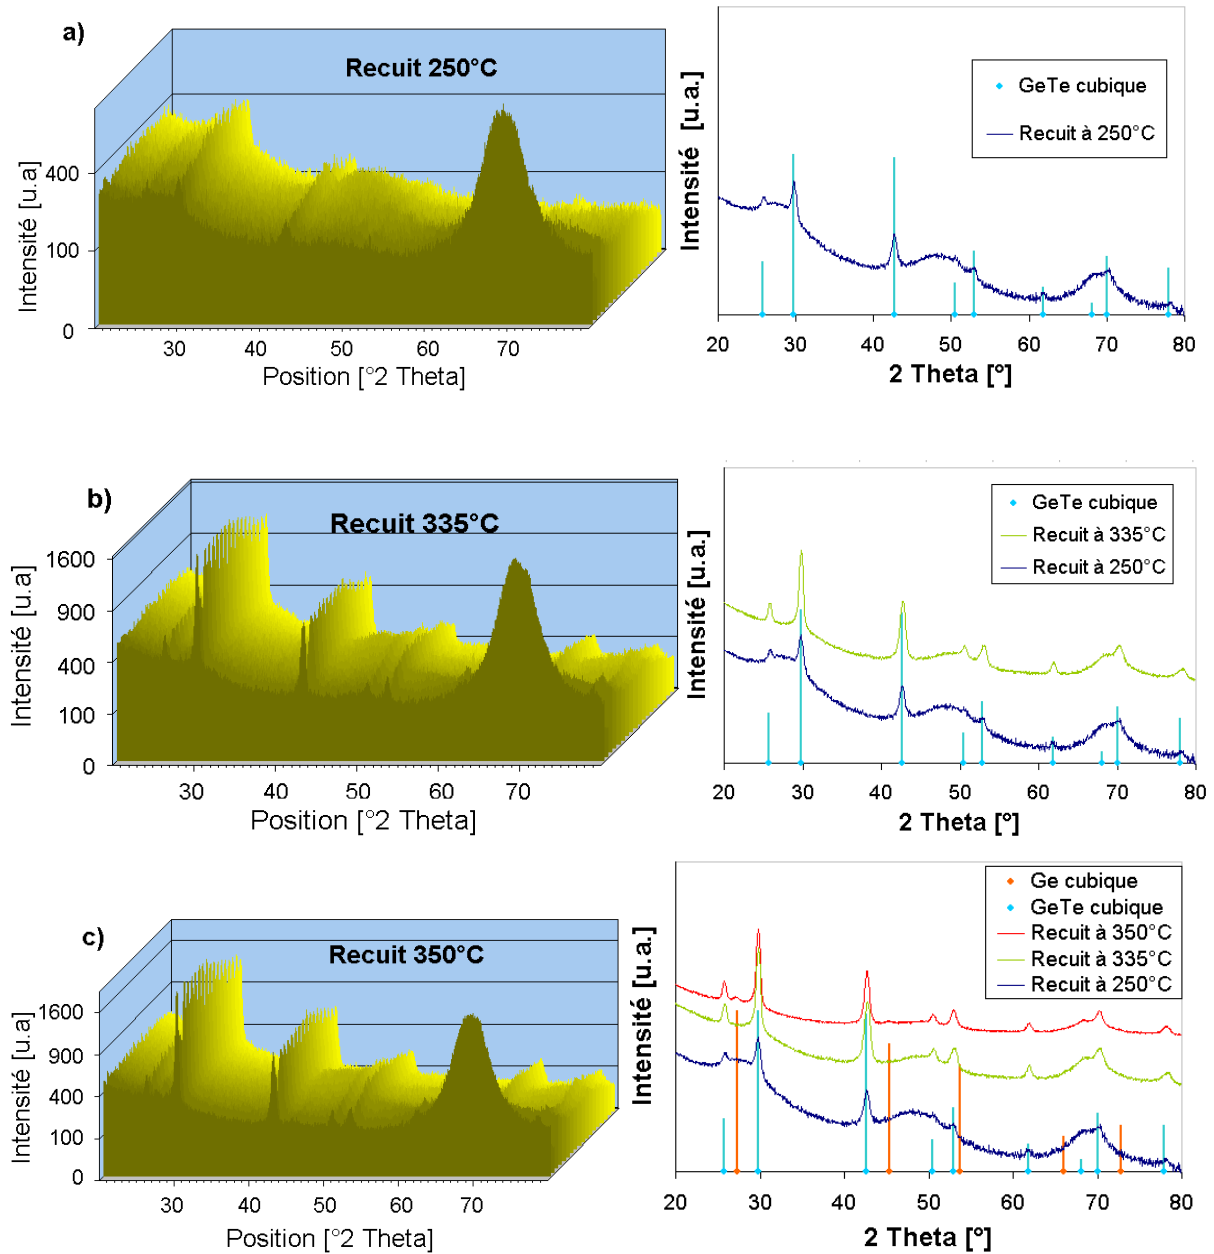 a)
Recuit 250°C
Intensité [u.a]
400
100
0
30
40
50
60
70
Position [°2 Theta]
Intensité [u.a.]
GeTe cubique
Recuit à 250°C
20
30
40
50
60
70
80
2 Theta [°]
b)
Recuit 335°C
Intensité [u.a]
1600
900
400
100
0
30
40
50
60
70
Position [°2 Theta]
Intensité [u.a.]
GeTe cubique
Recuit à 335°C
Recuit à 250°C
20
30
40
50
60
70
80
2 Theta [°]
c)
Recuit 350°C
Intensité [u.a]
1600
900
400
100
0
30
40
50
60
70
Position [°2 Theta]
Intensité [u.a.]
Ge cubique
GeTe cubique
Recuit à 350°C
Recuit à 335°C
Recuit à 250°C
20
30
40
50
60
70
80
2 Theta [°]